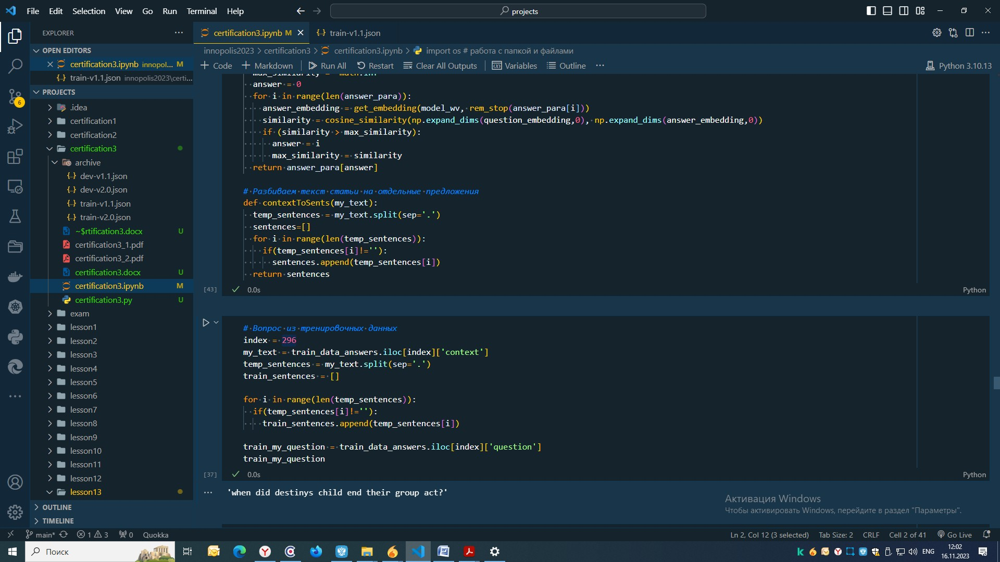 File Edit Selection View Go Run Terminal Help
projects
EXPLORER
certification3.ipynb M
train-v1.1.json
OPEN EDITORS
certification3.ipynb innopol... M
train-v1.1.json innopolis2023\certi...
PROJECTS
.idea
certification1
certification2
certification3
archive
dev-v1.1.json
dev-v2.0.json
train-v1.1.json
train-v2.0.json
~$rtification3.docx U
certification3_1.pdf
certification3_2.pdf
certification3.docx U
certification3.ipynb M
certification3.py U
exam
lesson1
lesson2
lesson3
lesson4
lesson5
lesson6
lesson7
lesson8
lesson9
lesson10
lesson11
lesson12
lesson13
OUTLINE
TIMELINE
innopolis2023 > certification3 > certification3.ipynb > import os # работа с папкой и файлами
Code Markdown Run All Restart Clear All Outputs Variables Outline ...
Python 3.10.13
answer = 0
for i in range(len(answer_para)):
answer_embedding = get_embedding(model_wv, rem_stop(answer_para[i]))
similarity = cosine_similarity(np.expand_dims(question_embedding,0), np.expand_dims(answer_embedding,0))
if (similarity > max_similarity):
answer = i
max_similarity = similarity
return answer_para[answer]
# Разбиваем текст статьи на отдельные предложения
def contextToSents(my_text):
temp_sentences = my_text.split(sep='.')
sentences=[]
for i in range(len(temp_sentences)):
if(temp_sentences[i]!=''):
sentences.append(temp_sentences[i])
return sentences
[43] 0.0s Python
# Вопрос из тренировочных данных
index = 296
my_text = train_data_answers.iloc[index]['context']
temp_sentences = my_text.split(sep='.')
train_sentences = []
for i in range(len(temp_sentences)):
if(temp_sentences[i]!=''):
train_sentences.append(temp_sentences[i])
train_my_question = train_data_answers.iloc[index]['question']
train_my_question
[37] 0.0s Python
'when did destinys child end their group act?'
Активация Windows
Чтобы активировать Windows, перейдите в раздел "Параметры".
6
main* 1 3 0 Quokka
Ln 2, Col 12 (3 selected) Tab Size: 2 CRLF Cell 2 of 41 Go Live
Поиск
ENG
12:02
16.11.2023